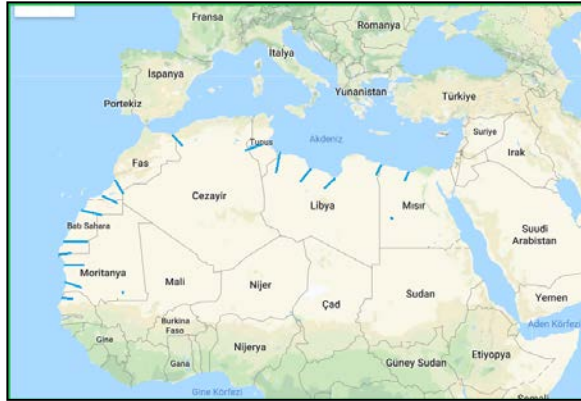 Fransa
Romanya
İtalya
İspanya
Portekiz
Yunanistan
Türkiye
Tunus
Akdeniz
Suriye
Irak
Fas
Cezayir
Libya
Mısır
Batı Sahara
Suudi
Arabistan
Moritanya
Mali
Nijer
Çad
Sudan
Yemen
Aden Körfezi
Burkina
Faso
Gine
Gana
Nijerya
Güney Sudan
Etiyopya
Gine Körfezi
Somali